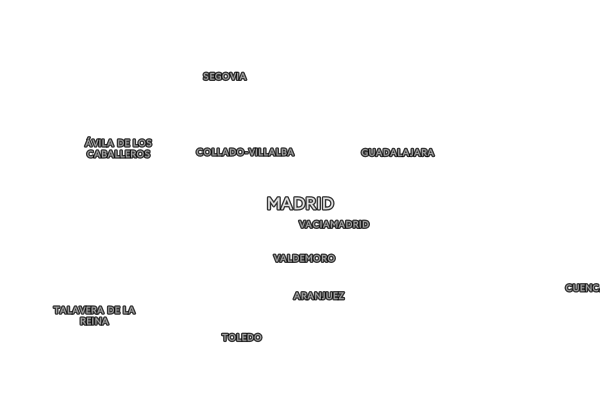 SEGOVIA
ÁVILA DE LOS
CABALLEROS
COLLADO-VILLALBA
GUADALAJARA
MADRID
VACIAMADRID
VALDEMORO
CUENC
ARANJUEZ
TALAVERA DE LA
REINA
TOLEDO